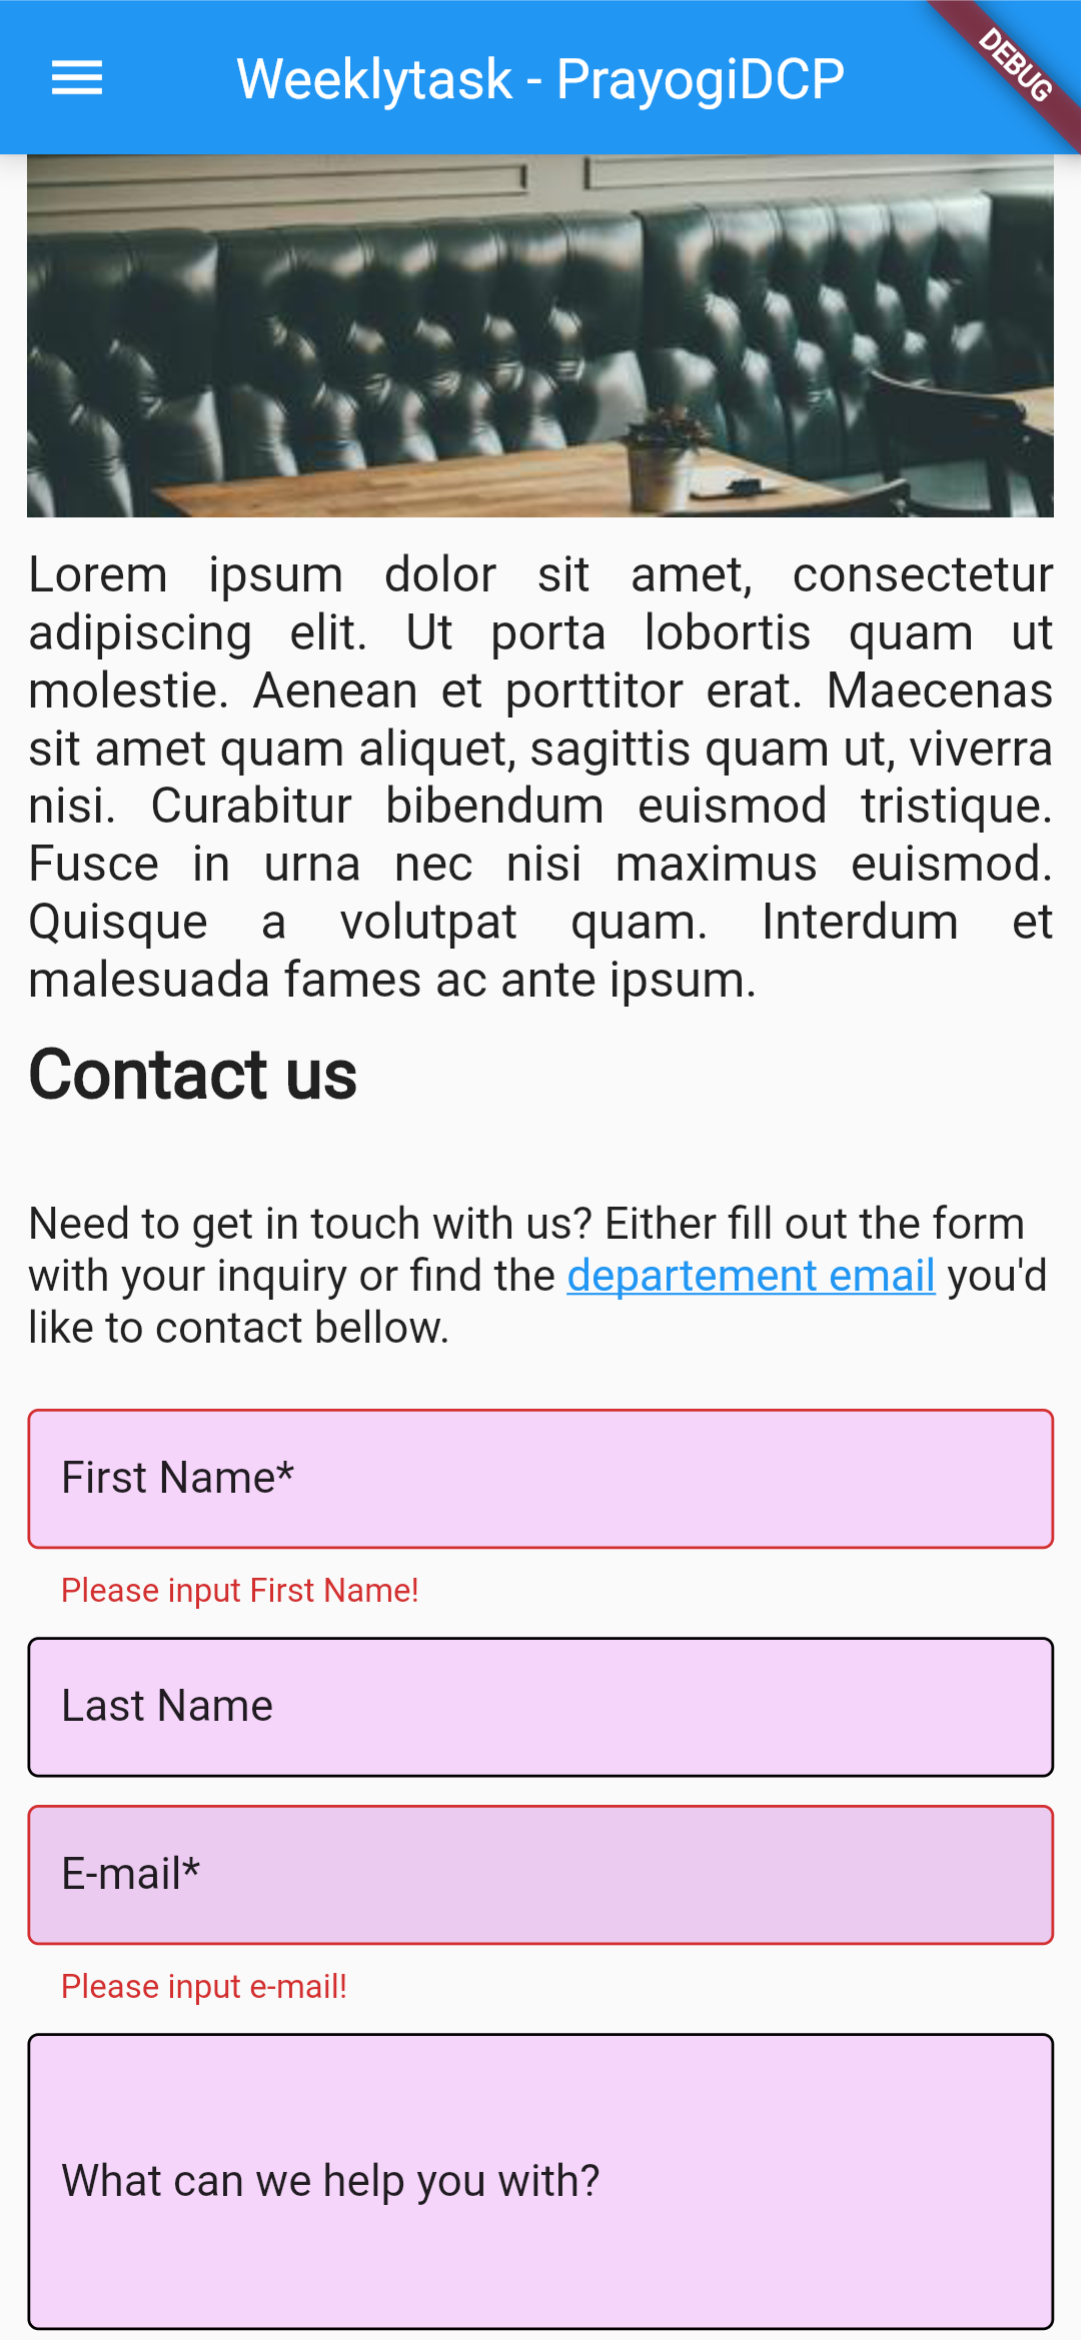 Weeklytask - PrayogiDCP
DEBUG
Lorem ipsum dolor sit amet, consectetur
adipiscing elit. Ut porta lobortis quam ut
molestie. Aenean et porttitor erat. Maecenas
sit amet quam aliquet, sagittis quam ut, viverra
nisi. Curabitur bibendum euismod tristique.
Fusce in urna nec nisi maximus euismod.
Quisque a volutpat quam. Interdum et
malesuada fames ac ante ipsum.
Contact us
Need to get in touch with us? Either fill out the form
with your inquiry or find the departement email you'd
like to contact bellow.
First Name*
Please input First Name!
Last Name
E-mail*
Please input e-mail!
What can we help you with?